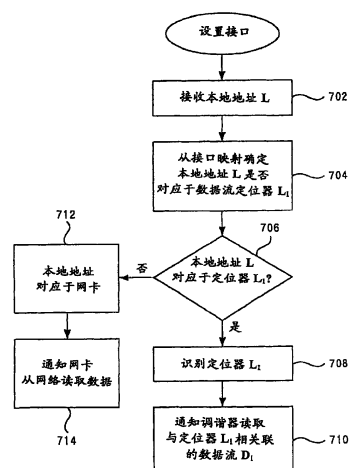 设置接口
接收本地地址 L
702
从接口映射确定
本地地址 L 是否
对应于数据流定位器 L₁
704
706
本地地址 L
对应于定位器 L₁?
否
是
712
本地地址
对应于网卡
通知网卡
从网络读取数据
714
识别定位器 L₁
708
通知调谐器读取
与定位器 L₁ 相关联
的数据流 D₁
710